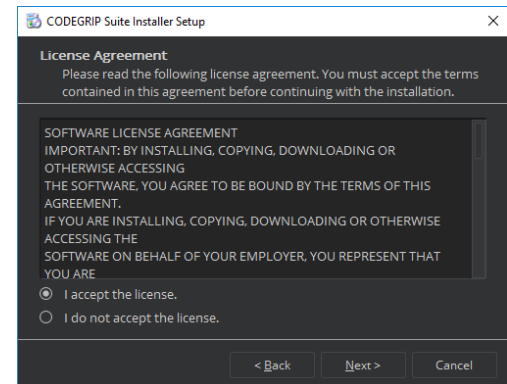 CODEGRIP Suite Installer Setup
License Agreement
Please read the following license agreement. You must accept the terms
contained in this agreement before continuing with the installation.
SOFTWARE LICENSE AGREEMENT
IMPORTANT: BY INSTALLING, COPYING, DOWNLOADING OR
OTHERWISE ACCESSING
THE SOFTWARE, YOU AGREE TO BE BOUND BY THE TERMS OF THIS
AGREEMENT.
IF YOU ARE INSTALLING, COPYING, DOWNLOADING OR OTHERWISE
ACCESSING THE
SOFTWARE ON BEHALF OF YOUR EMPLOYER, YOU REPRESENT THAT
YOU ARE
I accept the license.
I do not accept the license.
< Back Next > Cancel